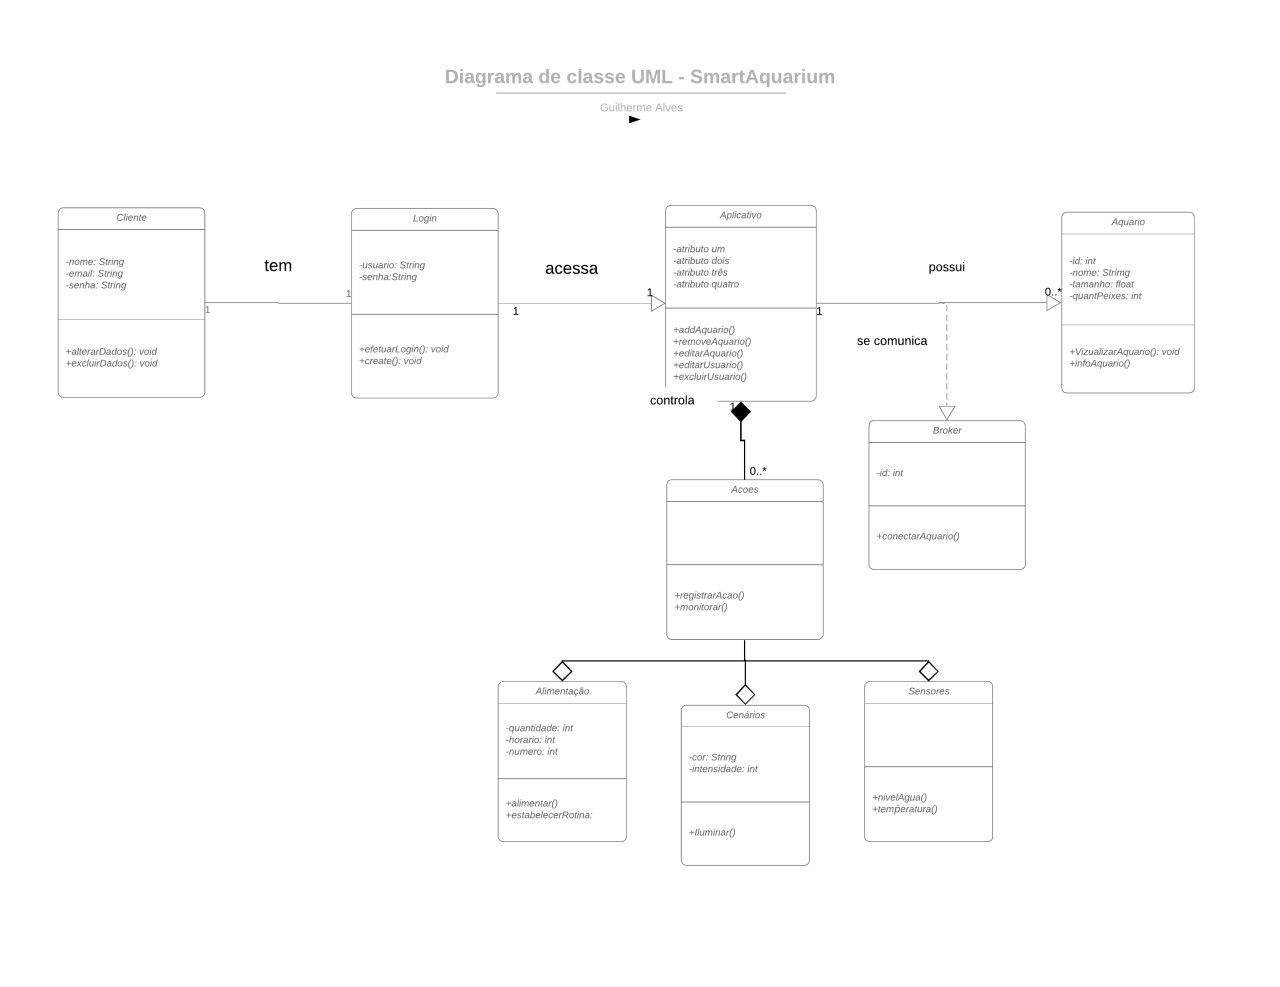 Diagrama de classe UML - SmartAquarium
Guilherme Alves
Cliente
-nome: String
-email: String
-senha: String
+alterarDados(): void
+excluirDados(): void
1
tem
1
Login
-usuario: String
-senha:String
+efetuarLogin(): void
+create(): void
1
acessa
1
Aplicativo
-atributo um
-atributo dois
-atributo três
-atributo quatro
+addAquario()
+removeAquario()
+editarAquario()
+editarUsuario()
+excluirUsuario()
1
possui
0..*
Aquario
-id: int
-nome: Strimg
-tamanho: float
-quantPeixes: int
+VizualizarAquario(): void
+infoAquario()
se comunica
Broker
-id: int
+conectarAquario()
controla
1
0..*
Acoes
+registrarAcao()
+monitorar()
Alimentação
-quantidade: int
-horario: int
-numero: int
+alimentar()
+estabelecerRotina:
Cenários
-cor: String
-intensidade: int
+Iluminar()
Sensores
+nivelAgua()
+temṕeratura()